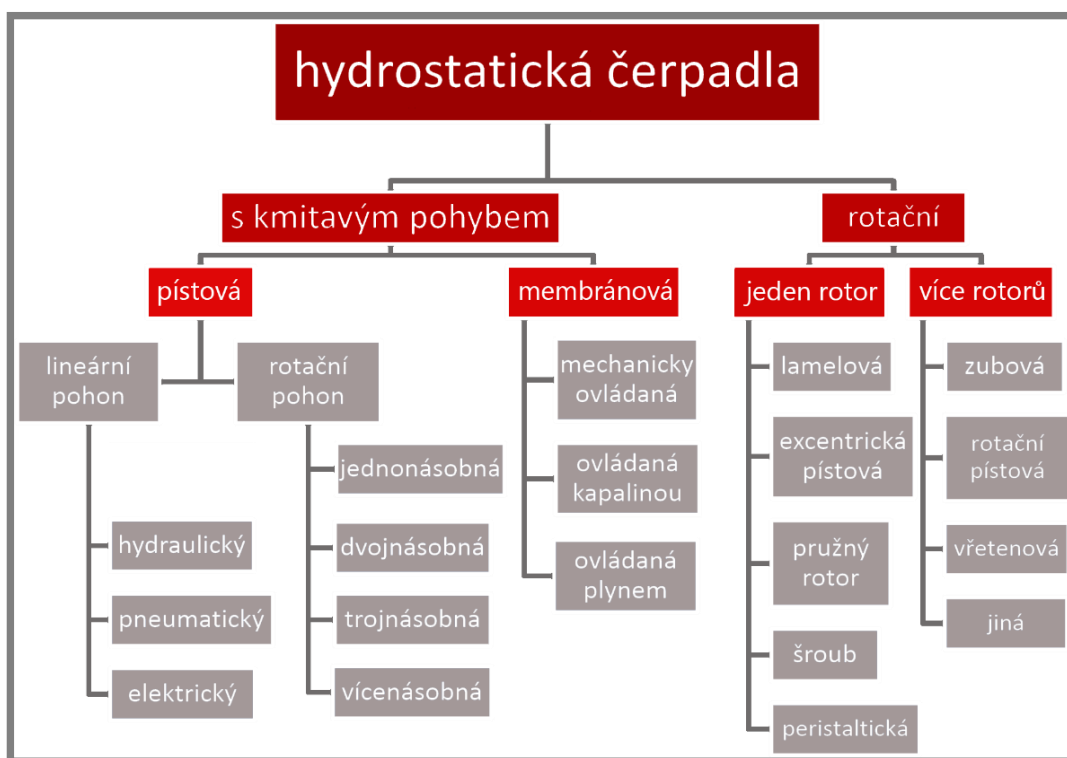 hydrostatická čerpadla
s kmitavým pohybem
rotační
pístová
membránová
jeden rotor
více rotorů
lineární
pohon
rotační
pohon
hydraulický
pneumatický
elektrický
jednonásobná
dvojnásobná
trojnásobná
vícenásobná
mechanicky
ovládaná
ovládaná
kapalinou
ovládaná
plynem
lamelová
excentrická
pístová
pružný
rotor
šroub
peristaltická
zubová
rotační
pístová
vřetenová
jiná